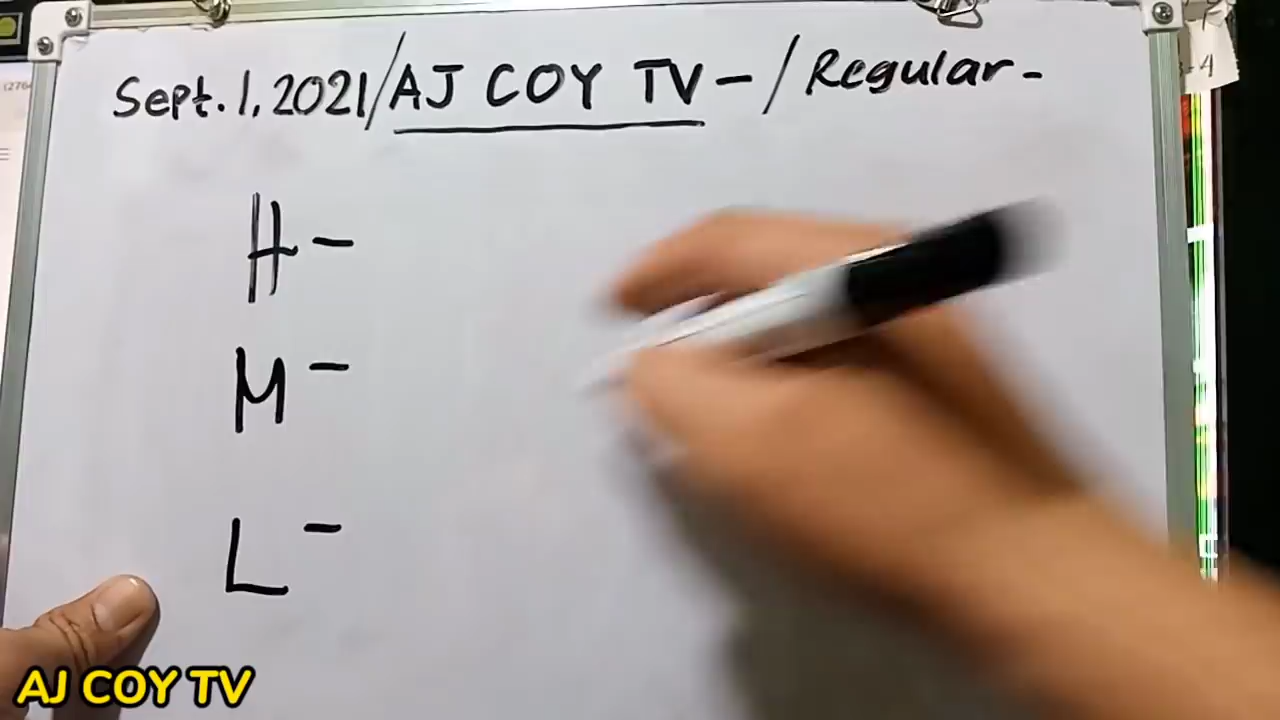 Sept. 1, 2021/AJ COY TV - / Regular -
H -
M -
L -
AJ COY TV